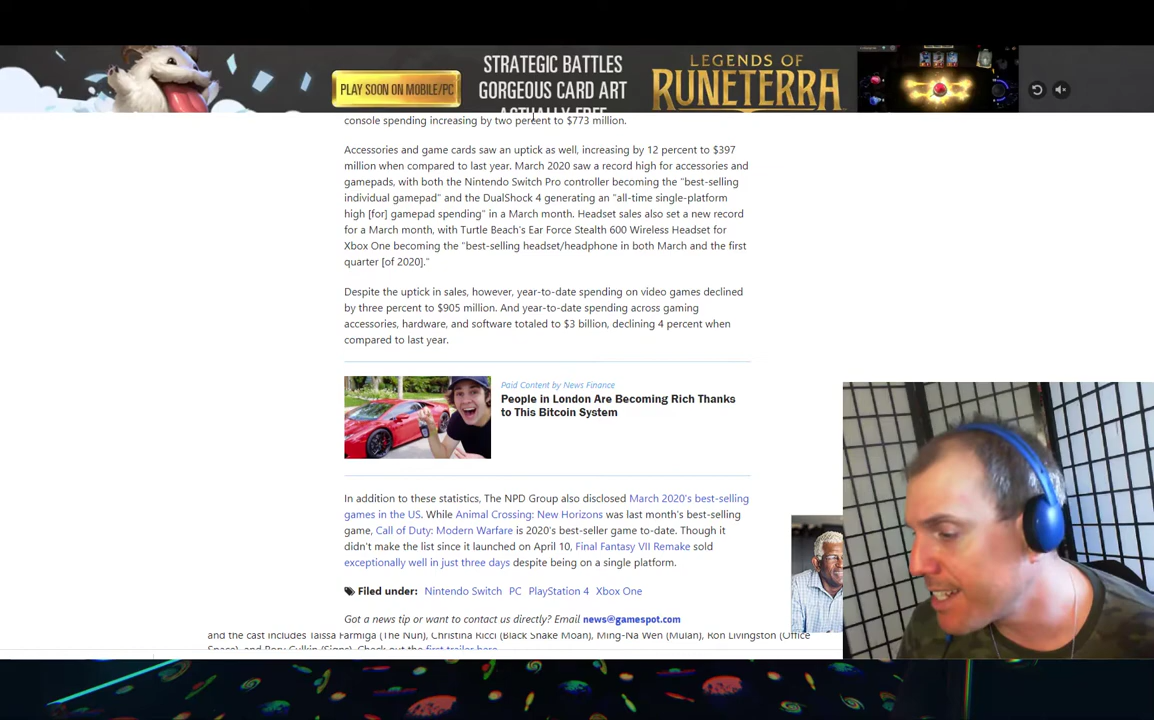 STRATEGIC BATTLES
GORGEOUS CARD ART
ACTUALLY FREE
PLAY SOON ON MOBILE/PC
LEGENDS OF
RUNETERRA
console spending increasing by two percent to $773 million.
Accessories and game cards saw an uptick as well, increasing by 12 percent to $397
million when compared to last year. March 2020 saw a record high for accessories and
gamepads, with both the Nintendo Switch Pro controller becoming the "best-selling
individual gamepad" and the DualShock 4 generating an "all-time single-platform
high [for] gamepad spending" in a March month. Headset sales also set a new record
for a March month, with Turtle Beach's Ear Force Stealth 600 Wireless Headset for
Xbox One becoming the "best-selling headset/headphone in both March and the first
quarter [of 2020]."
Despite the uptick in sales, however, year-to-date spending on video games declined
by three percent to $905 million. And year-to-date spending across gaming
accessories, hardware, and software totaled to $3 billion, declining 4 percent when
compared to last year.
Paid Content by News Finance
People in London Are Becoming Rich Thanks
to This Bitcoin System
In addition to these statistics, The NPD Group also disclosed March 2020's best-selling
games in the US. While Animal Crossing: New Horizons was last month's best-selling
game, Call of Duty: Modern Warfare is 2020's best-seller game to-date. Though it
didn't make the list since it launched on April 10, Final Fantasy VII Remake sold
exceptionally well in just three days despite being on a single platform.
Filed under: Nintendo Switch PC PlayStation 4 Xbox One
Got a news tip or want to contact us directly? Email news@gamespot.com
and the cast includes Taissa Farmiga (The Nun), Christina Ricci (Black Snake Moan), Ming-Na Wen (Mulan), Ron Livingston (Office
Space), and Rory Culkin (Signs). Check out the first trailer here.